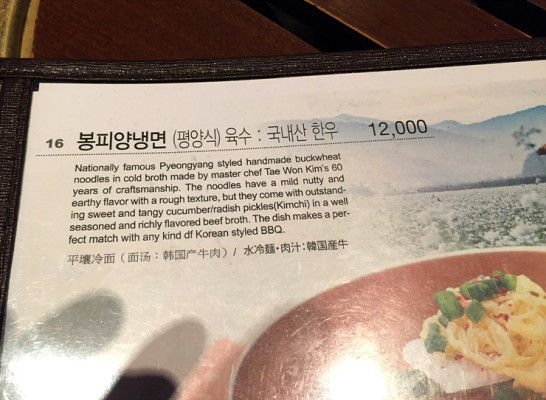 16 봉피양냉면 (평양식) 육수 : 국내산 한우 12,000
Nationally famous Pyeongyang styled handmade buckwheat
noodles in cold broth made by master chef Tae Won Kim's 60
years of craftsmanship. The noodles have a mild nutty and
earthy flavor with a rough texture, but they come with outstand-
ing sweet and tangy cucumber/radish pickles(Kimchi) in a well
seasoned and richly flavored beef broth. The dish makes a per-
fect match with any kind df Korean styled BBQ.
平壤冷面 (面汤 : 韩国产牛肉) / 水冷麺・肉汁:韓国産牛